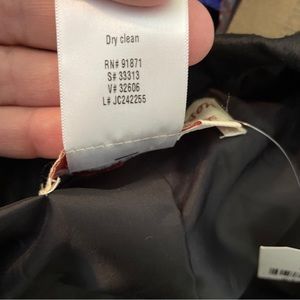 Dry clean
RN# 91871
S# 33313
V# 32606
L# JC242255